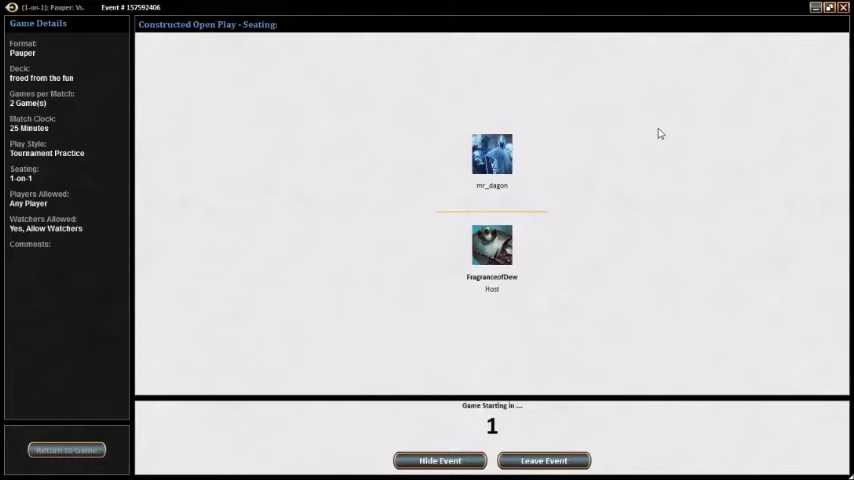 (1-on-1): Pauper: Vs. Event # 157592406
Game Details
Constructed Open Play - Seating:
Format:
Pauper
Deck:
freed from the fun
Games per Match:
2 Game(s)
Match Clock:
25 Minutes
Play Style:
Tournament Practice
Seating:
1-on-1
Players Allowed:
Any Player
Watchers Allowed:
Yes, Allow Watchers
Comments:
mr_dagon
FragranceofDew
Host
Game Starting in ...
1
Return to Game
Hide Event
Leave Event